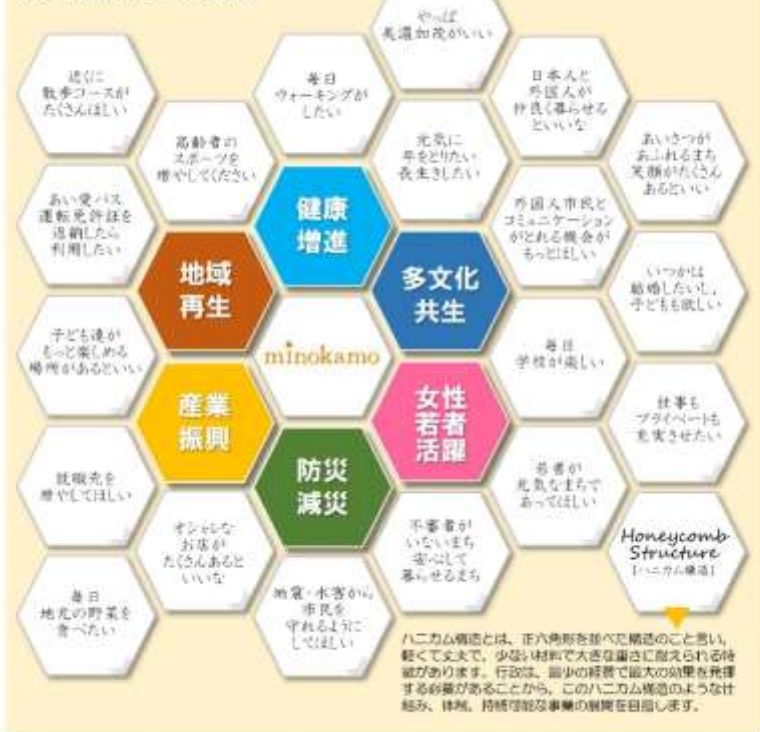 やっぱ
美濃加茂がいい
近くに
散歩コースが
たくさんほしい
毎日
ウォーキングが
したい
日本人と
外国人が
仲良く暮らせる
といいな
高齢者の
スポーツを
増やしてください
元気に
年をとりたい
長生きしたい
あいさつが
あふれるまち
笑顔がたくさん
あるといい
あい愛バス
運転免許証を
返納したら
利用したい
健康
増進
外国人市民と
コミュニケーション
がとれる機会が
もっとほしい
地域
再生
多文化
共生
いつかは
結婚したいし、
子どもも欲しい
子ども達が
もっと楽しめる
場所があるといい
minokamo
毎日
学校が楽しい
産業
振興
女性
若者
活躍
仕事も
プライベートも
充実させたい
就職先を
増やしてほしい
防災
減災
若者が
元気なまちで
あってほしい
オシャレな
お店が
たくさんあると
いいな
不審者が
いないまち
安心して
暮らせるまち
Honeycomb
Structure
[ハニカム構造]
毎日
地元の野菜を
食べたい
地震・水害から
市民を
守れるように
してほしい
ハニカム構造とは、正六角形を並べた構造のこと言い、
軽くて丈夫で、少ない材料で大きな重さに耐えられる特
徴があります。行政は、最少の経費で最大の効果を発揮
する必要があることから、このハニカム構造のような仕
組み、体制、持続可能な事業の展開を目指します。